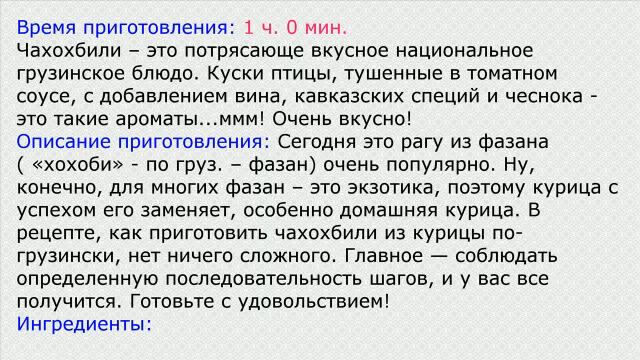 Время приготовления: 1 ч. 0 мин.
Чахохбили – это потрясающе вкусное национальное
грузинское блюдо. Куски птицы, тушенные в томатном
соусе, с добавлением вина, кавказских специй и чеснока -
это такие ароматы...ммм! Очень вкусно!
Описание приготовления: Сегодня это рагу из фазана
( «хохоби» - по груз. – фазан) очень популярно. Ну,
конечно, для многих фазан – это экзотика, поэтому курица с
успехом его заменяет, особенно домашняя курица. В
рецепте, как приготовить чахохбили из курицы по-
грузински, нет ничего сложного. Главное — соблюдать
определенную последовательность шагов, и у вас все
получится. Готовьте с удовольствием!
Ингредиенты: